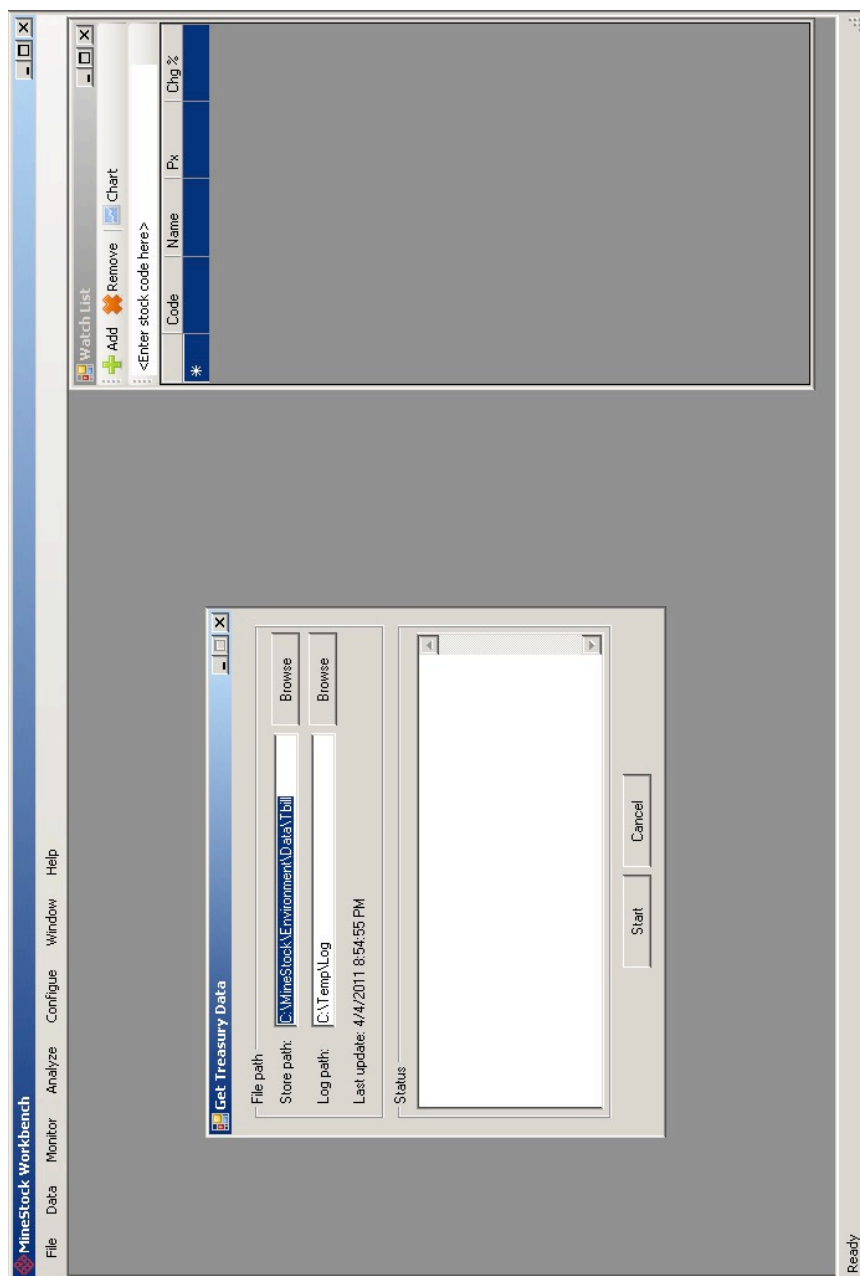 MineStock Workbench
File Data Monitor Analyze Configue Window Help
Get Treasury Data
File path
Store path: C:\MineStock\Environment\Data\Tbill Browse
Log path: C:\Temp\Log Browse
Last update: 4/4/2011 8:54:55 PM
Status
Start Cancel
Watch List
Add Remove Chart
<Enter stock code here>
Code Name Px Chg %
*
Ready